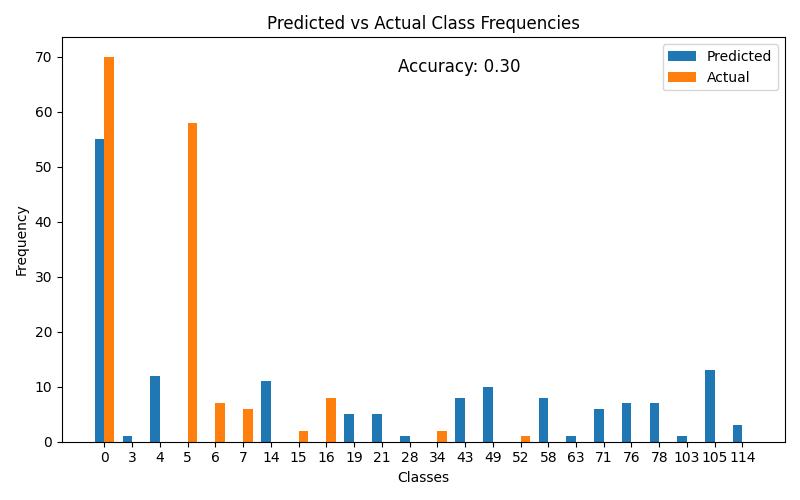 Predicted vs Actual Class Frequencies
Accuracy: 0.30
Predicted
Actual
Frequency
70
60
50
40
30
20
10
0
0 3 4 5 6 7 14 15 16 19 21 28 34 43 49 52 58 63 71 76 78 103 105 114
Classes